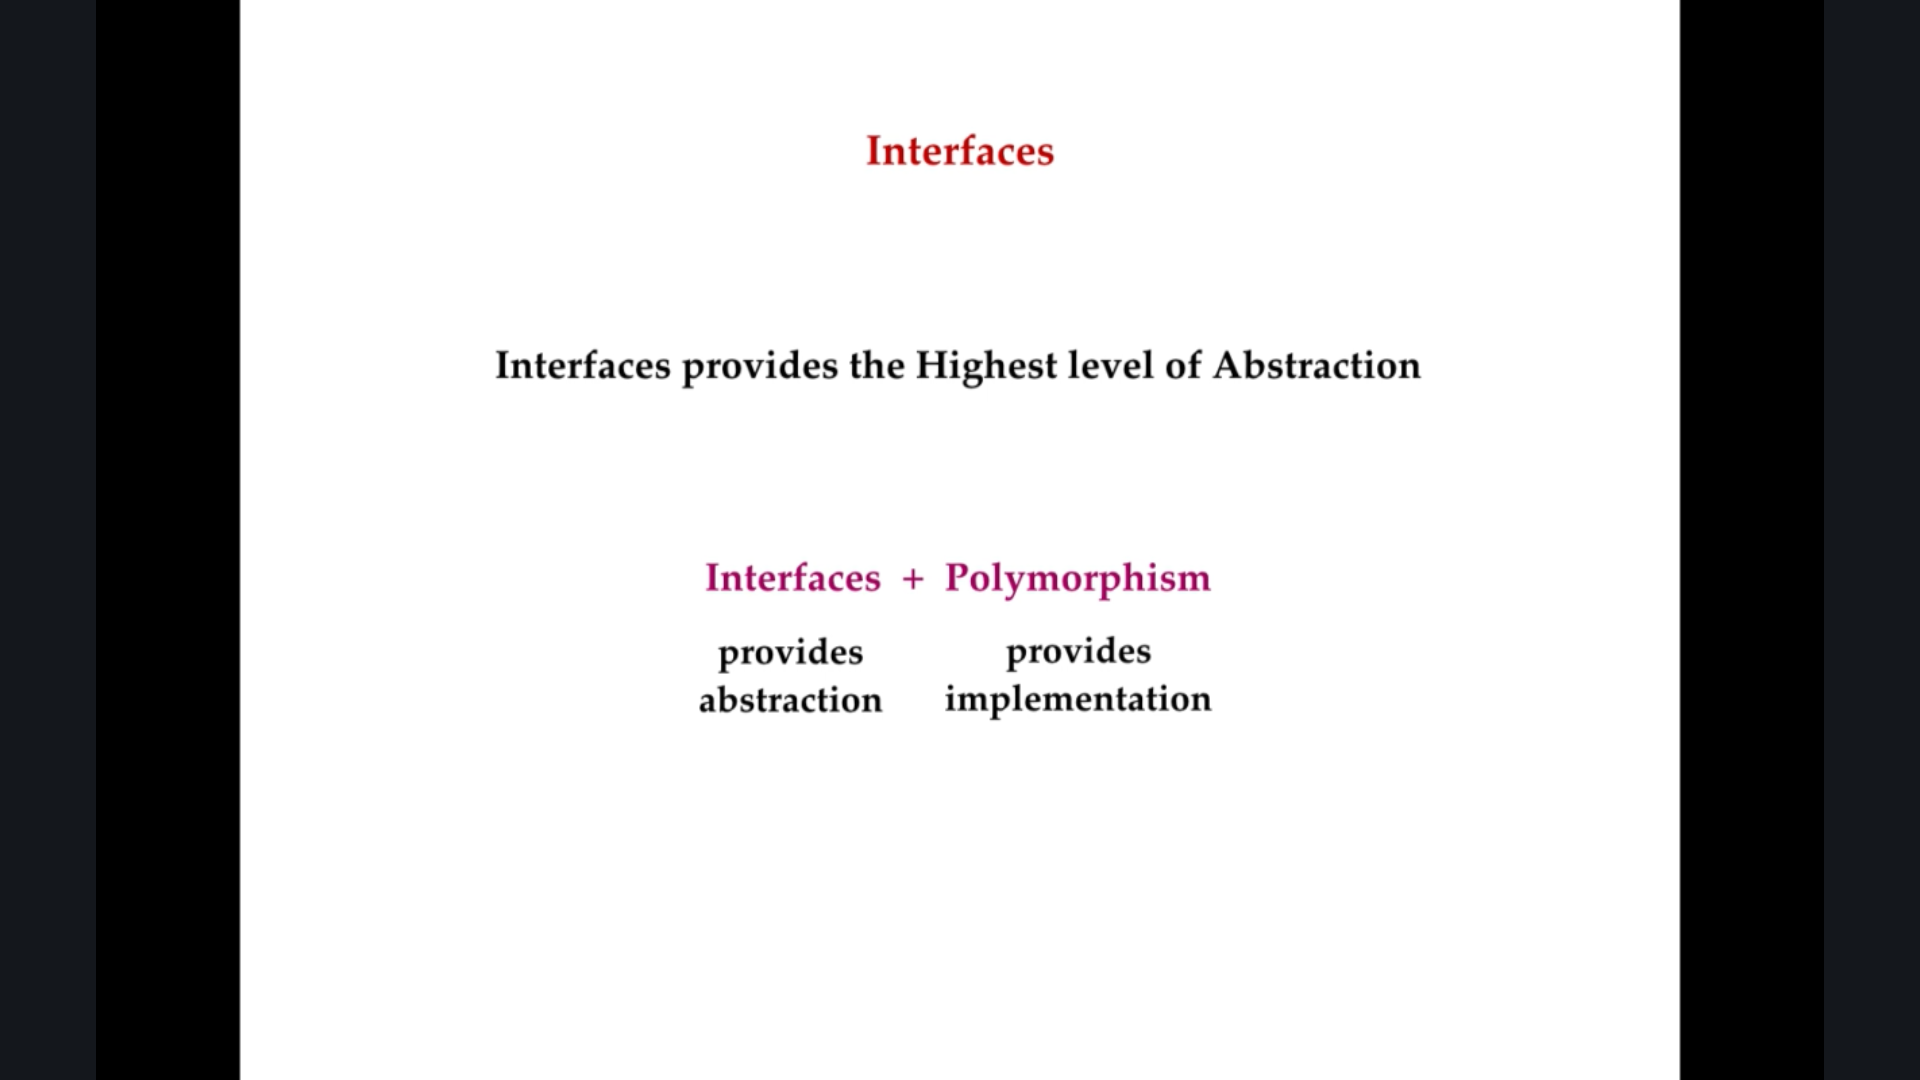 Interfaces
Interfaces provides the Highest level of Abstraction
Interfaces + Polymorphism
provides provides
abstraction implementation